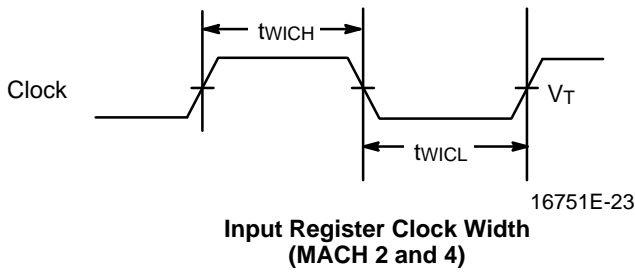 tWICH
Clock
VT
tWICL
16751E-23
Input Register Clock Width
(MACH 2 and 4)